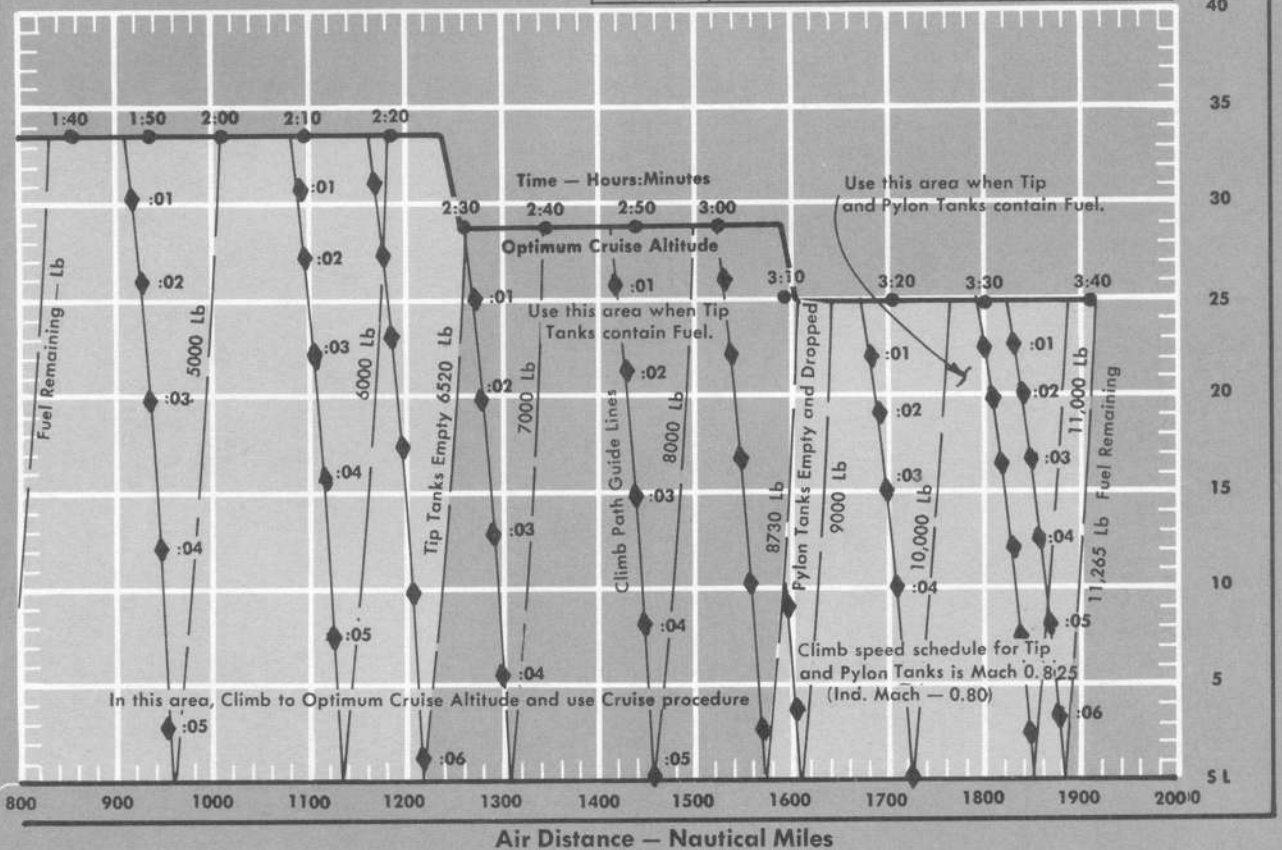 40
35
30
25
20
15
10
5
S L
1:40
1:50
2:00
2:10
2:20
Time — Hours:Minutes
2:30
2:40
2:50
3:00
Optimum Cruise Altitude
Use this area when Tip
and Pylon Tanks contain Fuel.
3:10
3:20
3:30
3:40
Use this area when Tip
Tanks contain Fuel.
Fuel Remaining — Lb
:01
:02
:03
:04
:05
5000 Lb
:01
:02
:03
:04
:05
6000 Lb
:06
Tip Tanks Empty 6520 Lb
:01
:02
:03
:04
7000 Lb
Climb Path Guide Lines
:01
:02
:03
:04
:05
8000 Lb
8730 Lb
Pylon Tanks Empty and Dropped
9000 Lb
:01
:02
:03
:04
10,000 Lb
:01
:02
:03
:04
:05
:06
11,000 Lb
11,265 Lb Fuel Remaining
Climb speed schedule for Tip
and Pylon Tanks is Mach 0.825
(Ind. Mach — 0.80)
In this area, Climb to Optimum Cruise Altitude and use Cruise procedure
800 900 1000 1100 1200 1300 1400 1500 1600 1700 1800 1900 2000
Air Distance — Nautical Miles